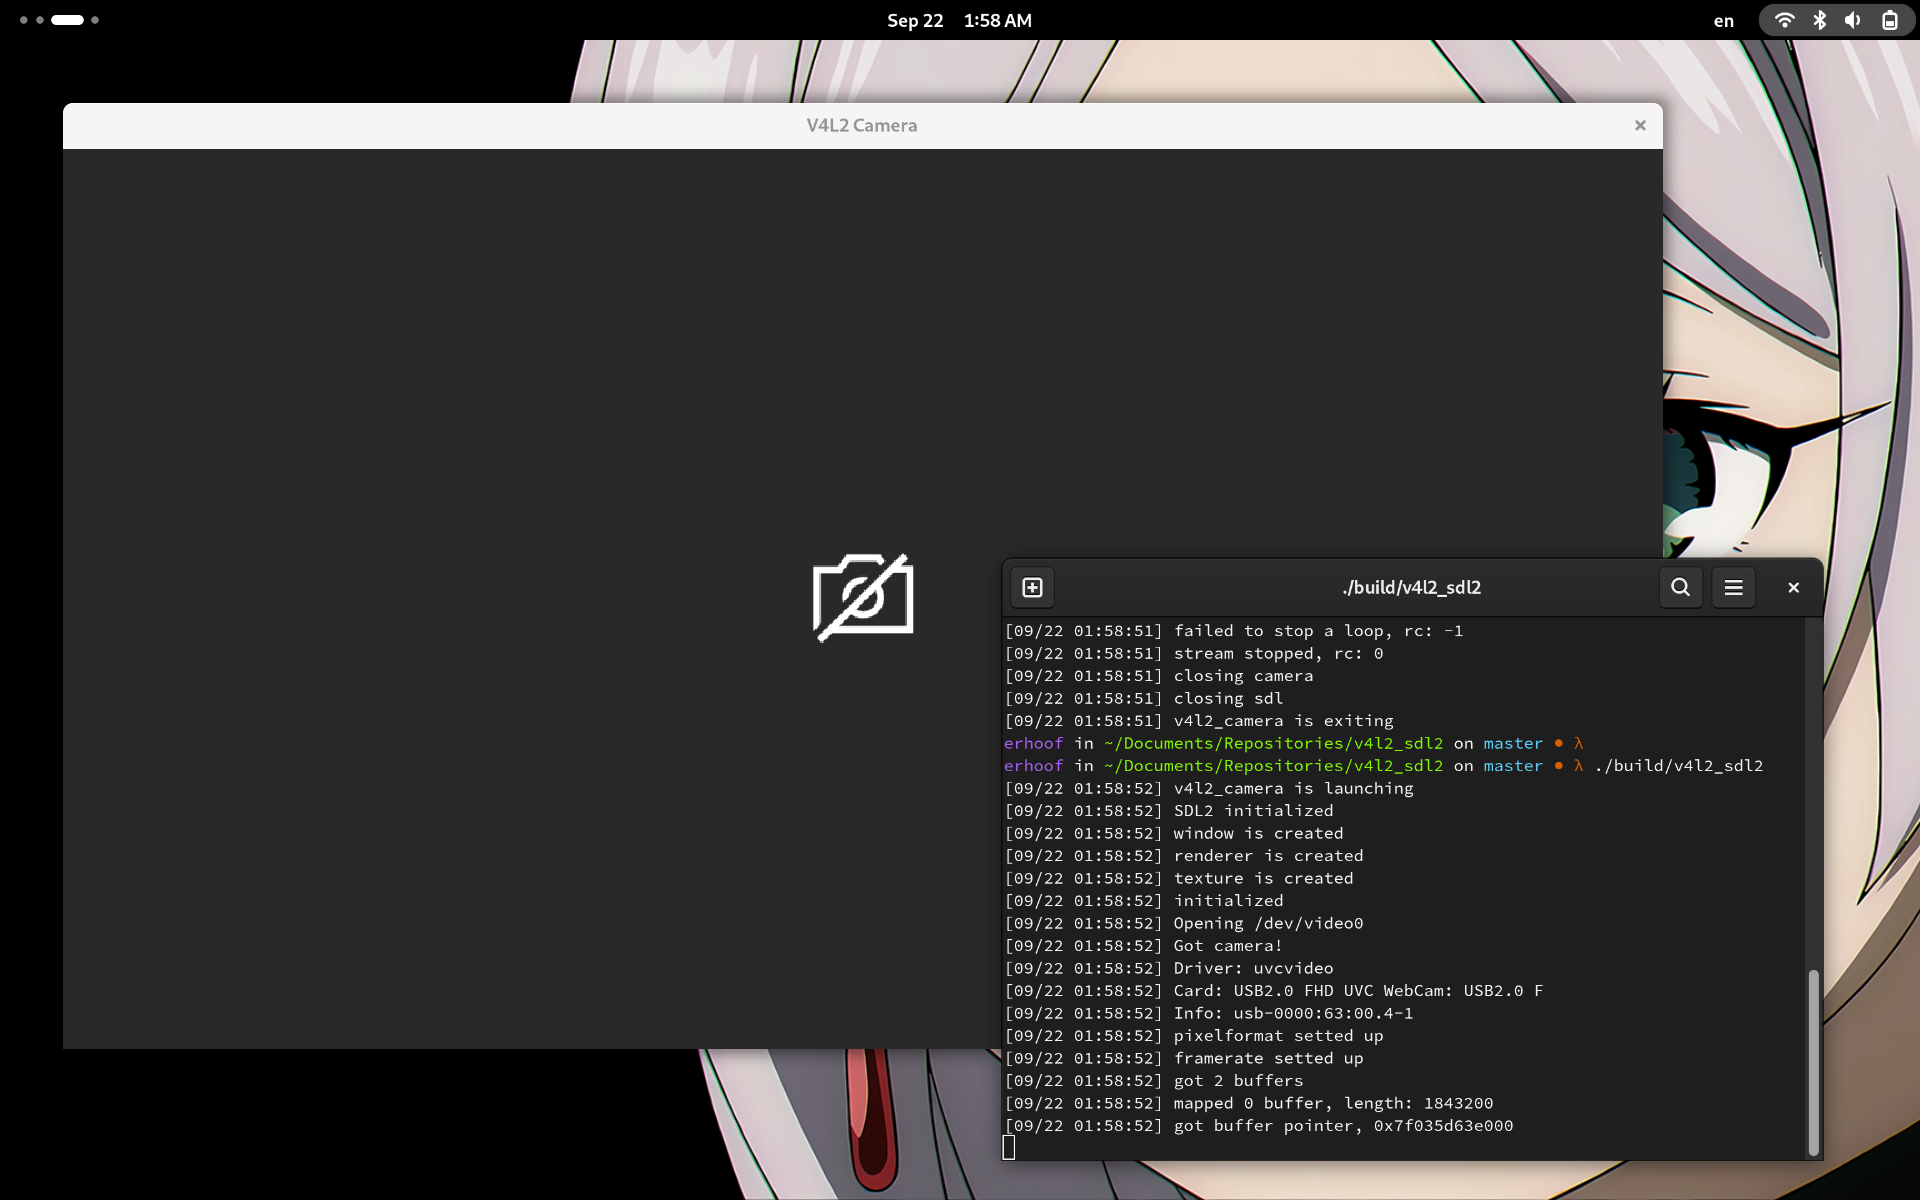 Sep 22 1:58 AM
en
V4L2 Camera
./build/v4l2_sdl2
[09/22 01:58:51] failed to stop a loop, rc: -1
[09/22 01:58:51] stream stopped, rc: 0
[09/22 01:58:51] closing camera
[09/22 01:58:51] closing sdl
[09/22 01:58:51] v4l2_camera is exiting
erhoof in ~/Documents/Repositories/v4l2_sdl2 on master • λ
erhoof in ~/Documents/Repositories/v4l2_sdl2 on master • λ ./build/v4l2_sdl2
[09/22 01:58:52] v4l2_camera is launching
[09/22 01:58:52] SDL2 initialized
[09/22 01:58:52] window is created
[09/22 01:58:52] renderer is created
[09/22 01:58:52] texture is created
[09/22 01:58:52] initialized
[09/22 01:58:52] Opening /dev/video0
[09/22 01:58:52] Got camera!
[09/22 01:58:52] Driver: uvcvideo
[09/22 01:58:52] Card: USB2.0 FHD UVC WebCam: USB2.0 F
[09/22 01:58:52] Info: usb-0000:63:00.4-1
[09/22 01:58:52] pixelformat setted up
[09/22 01:58:52] framerate setted up
[09/22 01:58:52] got 2 buffers
[09/22 01:58:52] mapped 0 buffer, length: 1843200
[09/22 01:58:52] got buffer pointer, 0x7f035d63e000